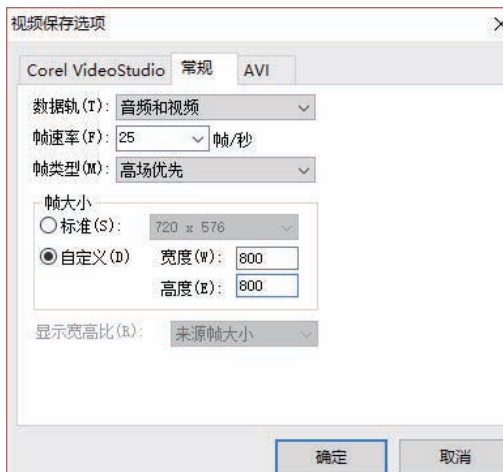 视频保存选项
Corel VideoStudio 常规 AVI
数据轨(T): 音频和视频
帧速率(F): 25 帧/秒
帧类型(M): 高场优先
帧大小
标准(S): 720 x 576
自定义(D) 宽度(W): 800
高度(E): 800
显示宽高比(R): 来源帧大小
确定 取消